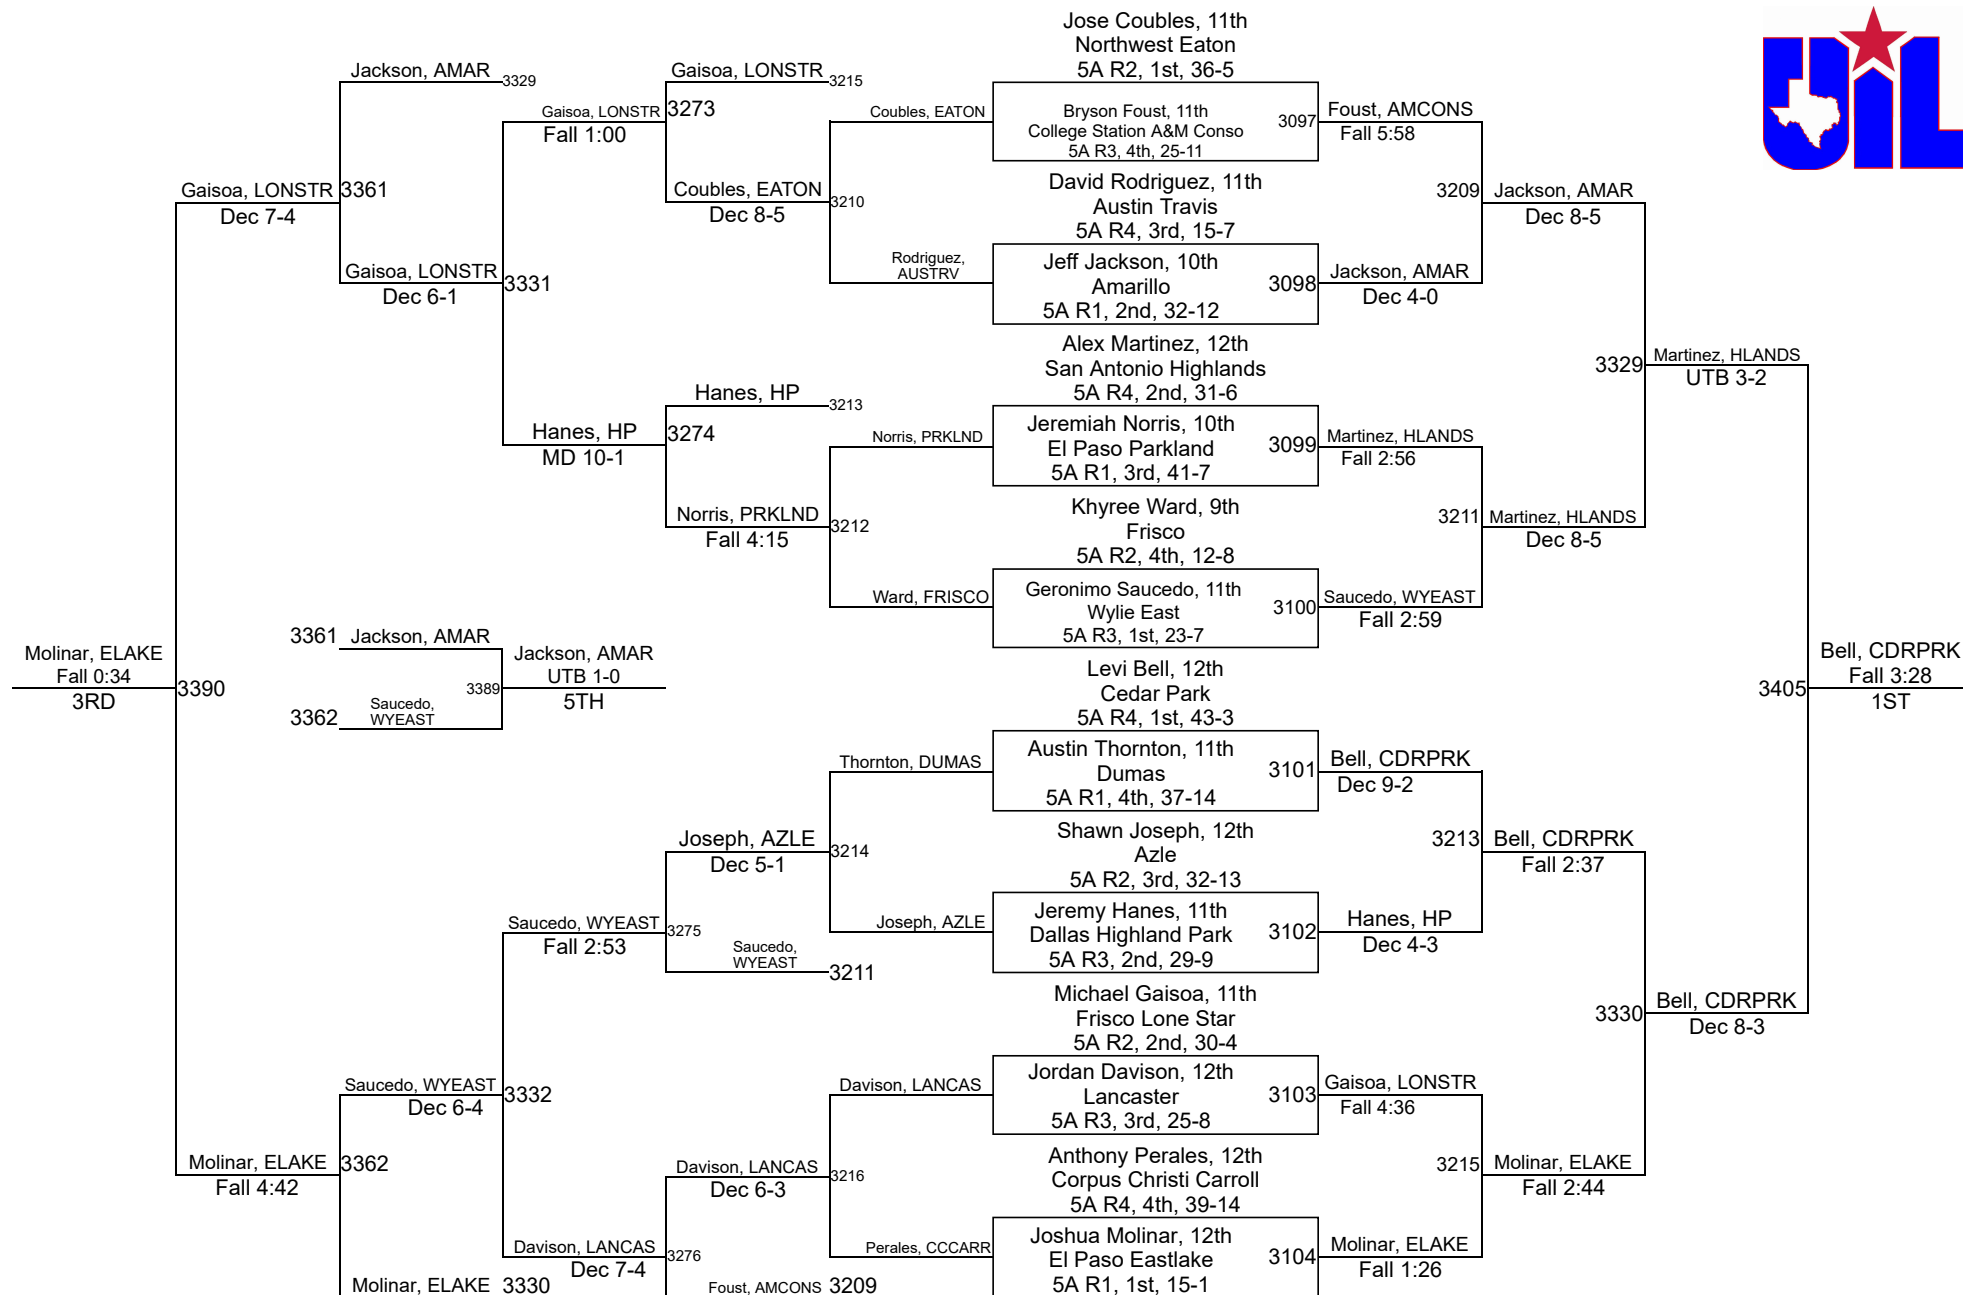 Jose Coubles, 11th
Northwest Eaton
5A R2, 1st, 36-5
UIL
Jackson, AMAR
3329
Gaisoa, LONSTR
3215
Gaisoa, LONSTR
3273
Fall 1:00
Coubles, EATON
Bryson Foust, 11th
College Station A&M Conso
5A R3, 4th, 25-11
3097
Foust, AMCONS
Fall 5:58
Gaisoa, LONSTR
3361
Dec 7-4
Coubles, EATON
3210
Dec 8-5
David Rodriguez, 11th
Austin Travis
5A R4, 3rd, 15-7
3209
Jackson, AMAR
Dec 8-5
Gaisoa, LONSTR
3331
Dec 6-1
Rodriguez,
AUSTRV
Jeff Jackson, 10th
Amarillo
5A R1, 2nd, 32-12
3098
Jackson, AMAR
Dec 4-0
Alex Martinez, 12th
San Antonio Highlands
5A R4, 2nd, 31-6
3329
Martinez, HLANDS
UTB 3-2
Hanes, HP
3213
Hanes, HP
3274
MD 10-1
Norris, PRKLND
Jeremiah Norris, 10th
El Paso Parkland
5A R1, 3rd, 41-7
3099
Martinez, HLANDS
Fall 2:56
Norris, PRKLND
3212
Fall 4:15
Khyree Ward, 9th
Frisco
5A R2, 4th, 12-8
3211
Martinez, HLANDS
Dec 8-5
Ward, FRISCO
Geronimo Saucedo, 11th
Wylie East
5A R3, 1st, 23-7
3100
Saucedo, WYEAST
Fall 2:59
Molinar, ELAKE
Fall 0:34
3RD
3390
3361
Jackson, AMAR
3362
Saucedo,
WYEAST
3389
Jackson, AMAR
UTB 1-0
5TH
Levi Bell, 12th
Cedar Park
5A R4, 1st, 43-3
3405
Bell, CDRPRK
Fall 3:28
1ST
Thornton, DUMAS
Austin Thornton, 11th
Dumas
5A R1, 4th, 37-14
3101
Bell, CDRPRK
Dec 9-2
Joseph, AZLE
3214
Dec 5-1
Shawn Joseph, 12th
Azle
5A R2, 3rd, 32-13
3213
Bell, CDRPRK
Fall 2:37
Saucedo, WYEAST
3275
Fall 2:53
Saucedo,
WYEAST
3211
Joseph, AZLE
Jeremy Hanes, 11th
Dallas Highland Park
5A R3, 2nd, 29-9
3102
Hanes, HP
Dec 4-3
Michael Gaisoa, 11th
Frisco Lone Star
5A R2, 2nd, 30-4
3330
Bell, CDRPRK
Dec 8-3
Saucedo, WYEAST
3332
Dec 6-4
Davison, LANCAS
Jordan Davison, 12th
Lancaster
5A R3, 3rd, 25-8
3103
Gaisoa, LONSTR
Fall 4:36
Molinar, ELAKE
3362
Fall 4:42
Davison, LANCAS
3216
Dec 6-3
Anthony Perales, 12th
Corpus Christi Carroll
5A R4, 4th, 39-14
3215
Molinar, ELAKE
Fall 2:44
Davison, LANCAS
3276
Dec 7-4
Perales, CCCARR
Joshua Molinar, 12th
El Paso Eastlake
5A R1, 1st, 15-1
3104
Molinar, ELAKE
Fall 1:26
Molinar, ELAKE
3330
Foust, AMCONS
3209